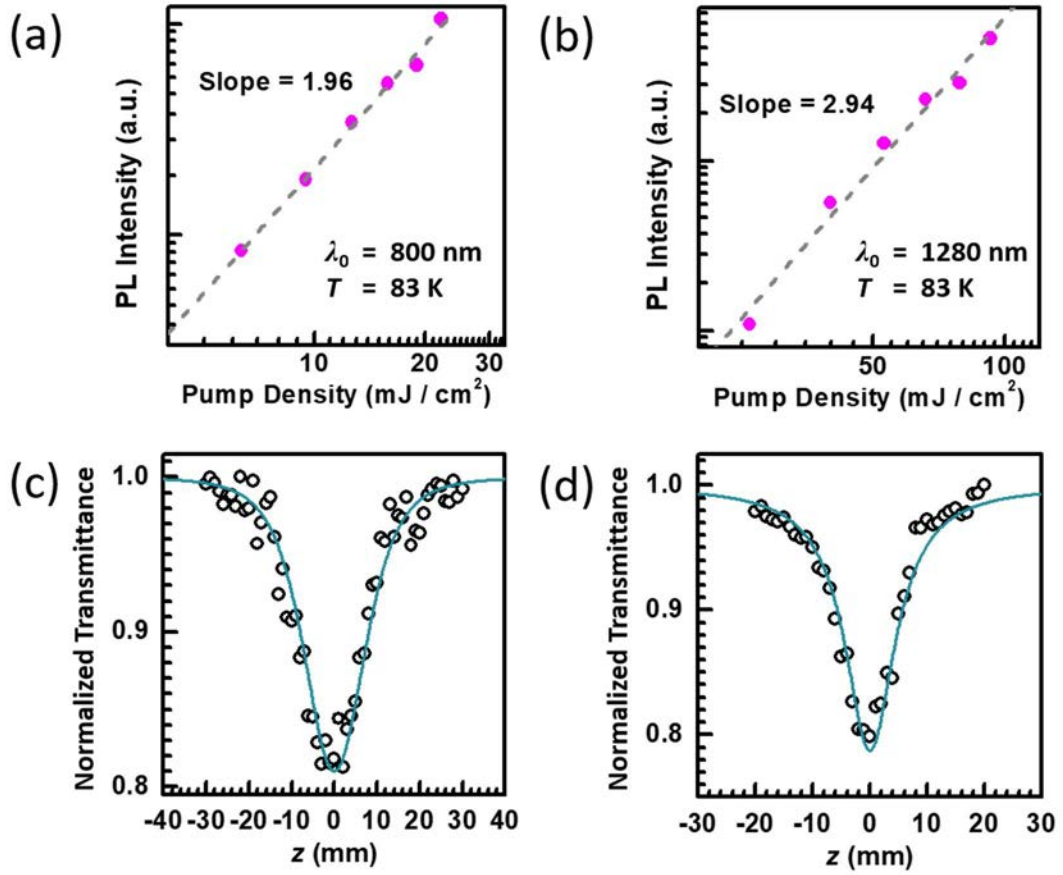 (a)
PL Intensity (a.u.)
Slope = 1.96
λ₀ = 800 nm
T = 83 K
10 20 30
Pump Density (mJ / cm²)
(b)
PL Intensity (a.u.)
Slope = 2.94
λ₀ = 1280 nm
T = 83 K
50 100
Pump Density (mJ / cm²)
(c)
Normalized Transmittance
1.0
0.9
0.8
-40 -30 -20 -10 0 10 20 30 40
z (mm)
(d)
Normalized Transmittance
1.0
0.9
0.8
-30 -20 -10 0 10 20 30
z (mm)